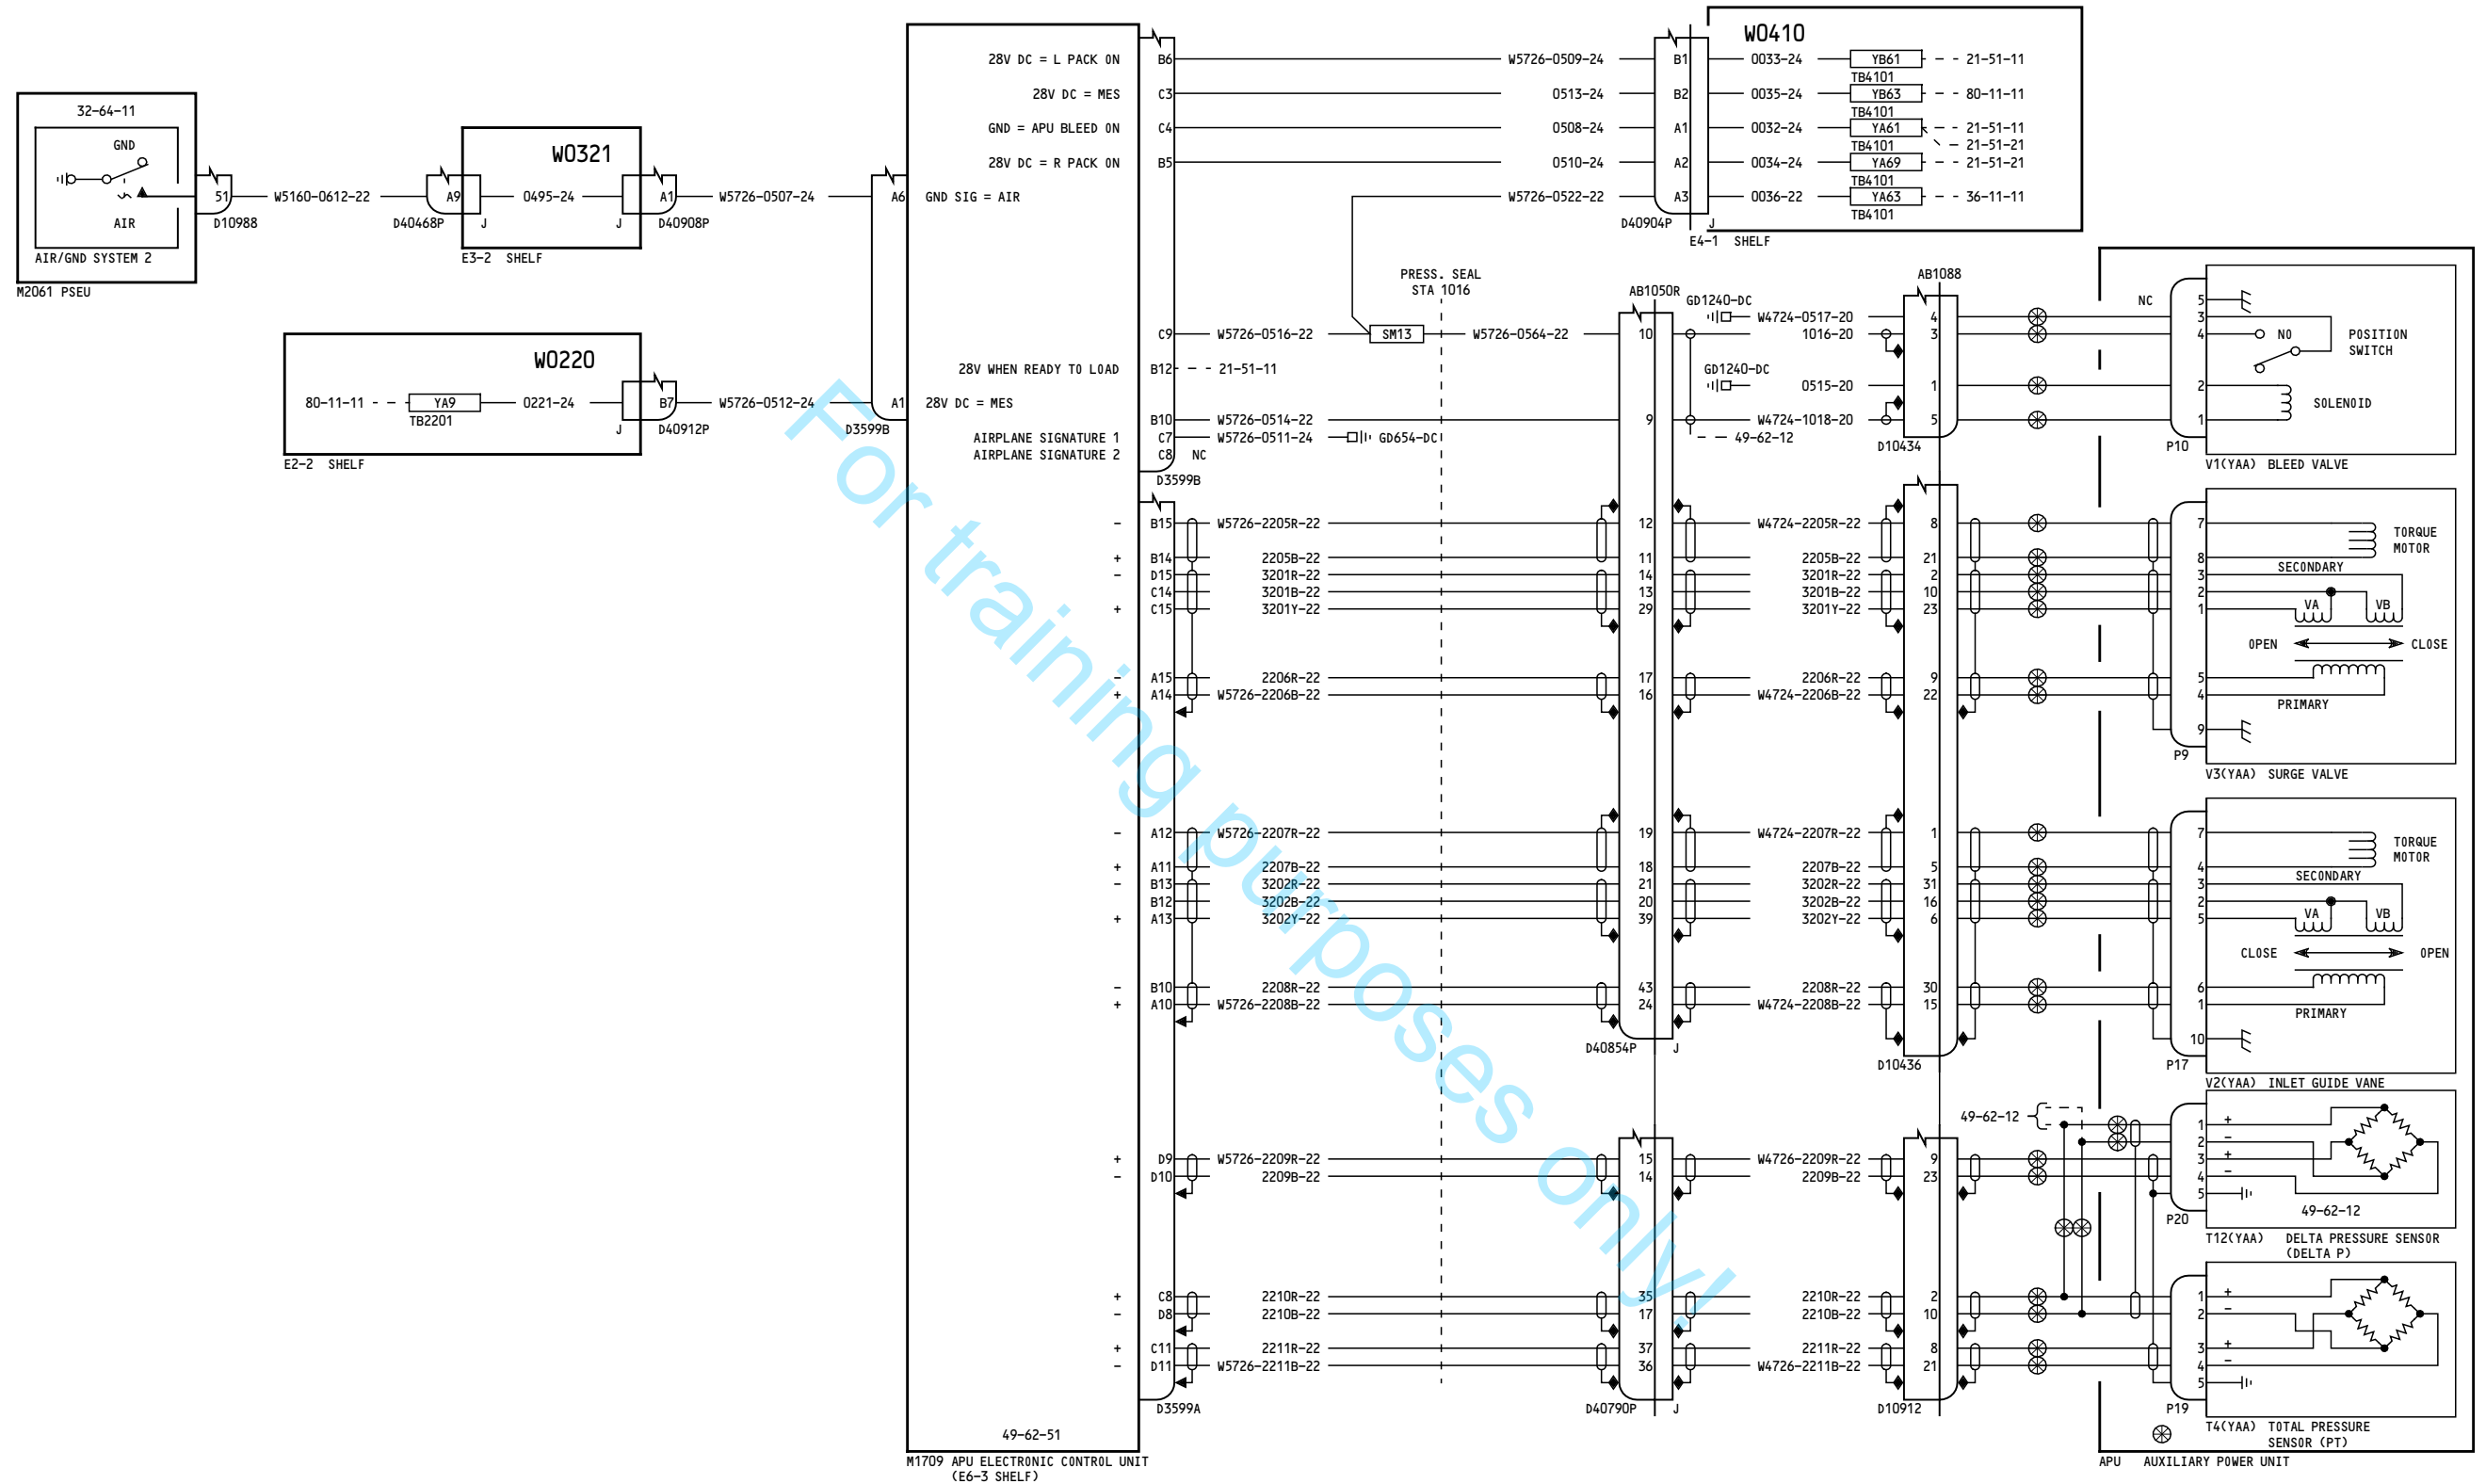 32-64-11
GND
AIR
AIR/GND SYSTEM 2
M2061 PSEU
51
D10988
W5160-0612-22
A9
D40468P
J
W0321
0495-24
J
E3-2 SHELF
A1
D40908P
W5726-0507-24
A6
GND SIG = AIR
W0220
80-11-11
YA9
TB2201
0221-24
J
E2-2 SHELF
B7
D40912P
W5726-0512-24
A1
28V DC = MES
D3599B
28V DC = L PACK ON
B6
W5726-0509-24
B1
0033-24
YB61
TB4101
21-51-11
28V DC = MES
C3
0513-24
B2
0035-24
YB63
TB4101
80-11-11
GND = APU BLEED ON
C4
0508-24
A1
0032-24
YA61
TB4101
21-51-11
21-51-21
28V DC = R PACK ON
B5
0510-24
A2
0034-24
YA69
TB4101
21-51-21
W5726-0522-22
A3
0036-22
YA63
TB4101
36-11-11
W0410
D40904P
J
E4-1 SHELF
PRESS. SEAL
STA 1016
AB1050R
AB1088
C9
W5726-0516-22
SM13
W5726-0564-22
10
GD1240-DC
W4724-0517-20
4
1016-20
3
28V WHEN READY TO LOAD
B12
21-51-11
GD1240-DC
0515-20
1
B10
W5726-0514-22
9
W4724-1018-20
5
AIRPLANE SIGNATURE 1
C7
W5726-0511-24
GD654-DC
49-62-12
AIRPLANE SIGNATURE 2
C8
NC
D3599B
D10434
NC
5
3
4
2
1
P10
NO
POSITION
SWITCH
SOLENOID
V1(YAA) BLEED VALVE
- B15 W5726-2205R-22 12 W4724-2205R-22 8 7
+ B14 2205B-22 11 2205B-22 21 8
- D15 3201R-22 14 3201R-22 2 3
C14 3201B-22 13 3201B-22 10 2
+ C15 3201Y-22 29 3201Y-22 23 1
- A15 2206R-22 17 2206R-22 9 5
+ A14 W5726-2206B-22 16 W4724-2206B-22 22 4
9
P9
TORQUE
MOTOR
SECONDARY
VA
VB
OPEN
CLOSE
PRIMARY
V3(YAA) SURGE VALVE
- A12 W5726-2207R-22 19 W4724-2207R-22 1 7
+ A11 2207B-22 18 2207B-22 5 4
- B13 3202R-22 21 3202R-22 31 3
B12 3202B-22 20 3202B-22 16 2
+ A13 3202Y-22 39 3202Y-22 6 5
- B10 2208R-22 43 2208R-22 30 6
+ A10 W5726-2208B-22 24 W4724-2208B-22 15 1
10
D40854P
J
D10436
P17
TORQUE
MOTOR
SECONDARY
VA
VB
CLOSE
OPEN
PRIMARY
V2(YAA) INLET GUIDE VANE
49-62-12
1 +
2 -
+ D9 W5726-2209R-22 15 W4726-2209R-22 9 3 +
- D10 2209B-22 14 2209B-22 23 4 -
5
P20
49-62-12
T12(YAA) DELTA PRESSURE SENSOR
(DELTA P)
+ C8 2210R-22 35 2210R-22 2 1 +
- D8 2210B-22 17 2210B-22 10 2 -
+ C11 2211R-22 37 2211R-22 8 3 +
- D11 W5726-2211B-22 36 W4726-2211B-22 21 4 -
5
D3599A
D40790P
J
D10912
P19
T4(YAA) TOTAL PRESSURE
SENSOR (PT)
49-62-51
M1709 APU ELECTRONIC CONTROL UNIT
(E6-3 SHELF)
APU AUXILIARY POWER UNIT
For training purposes only!